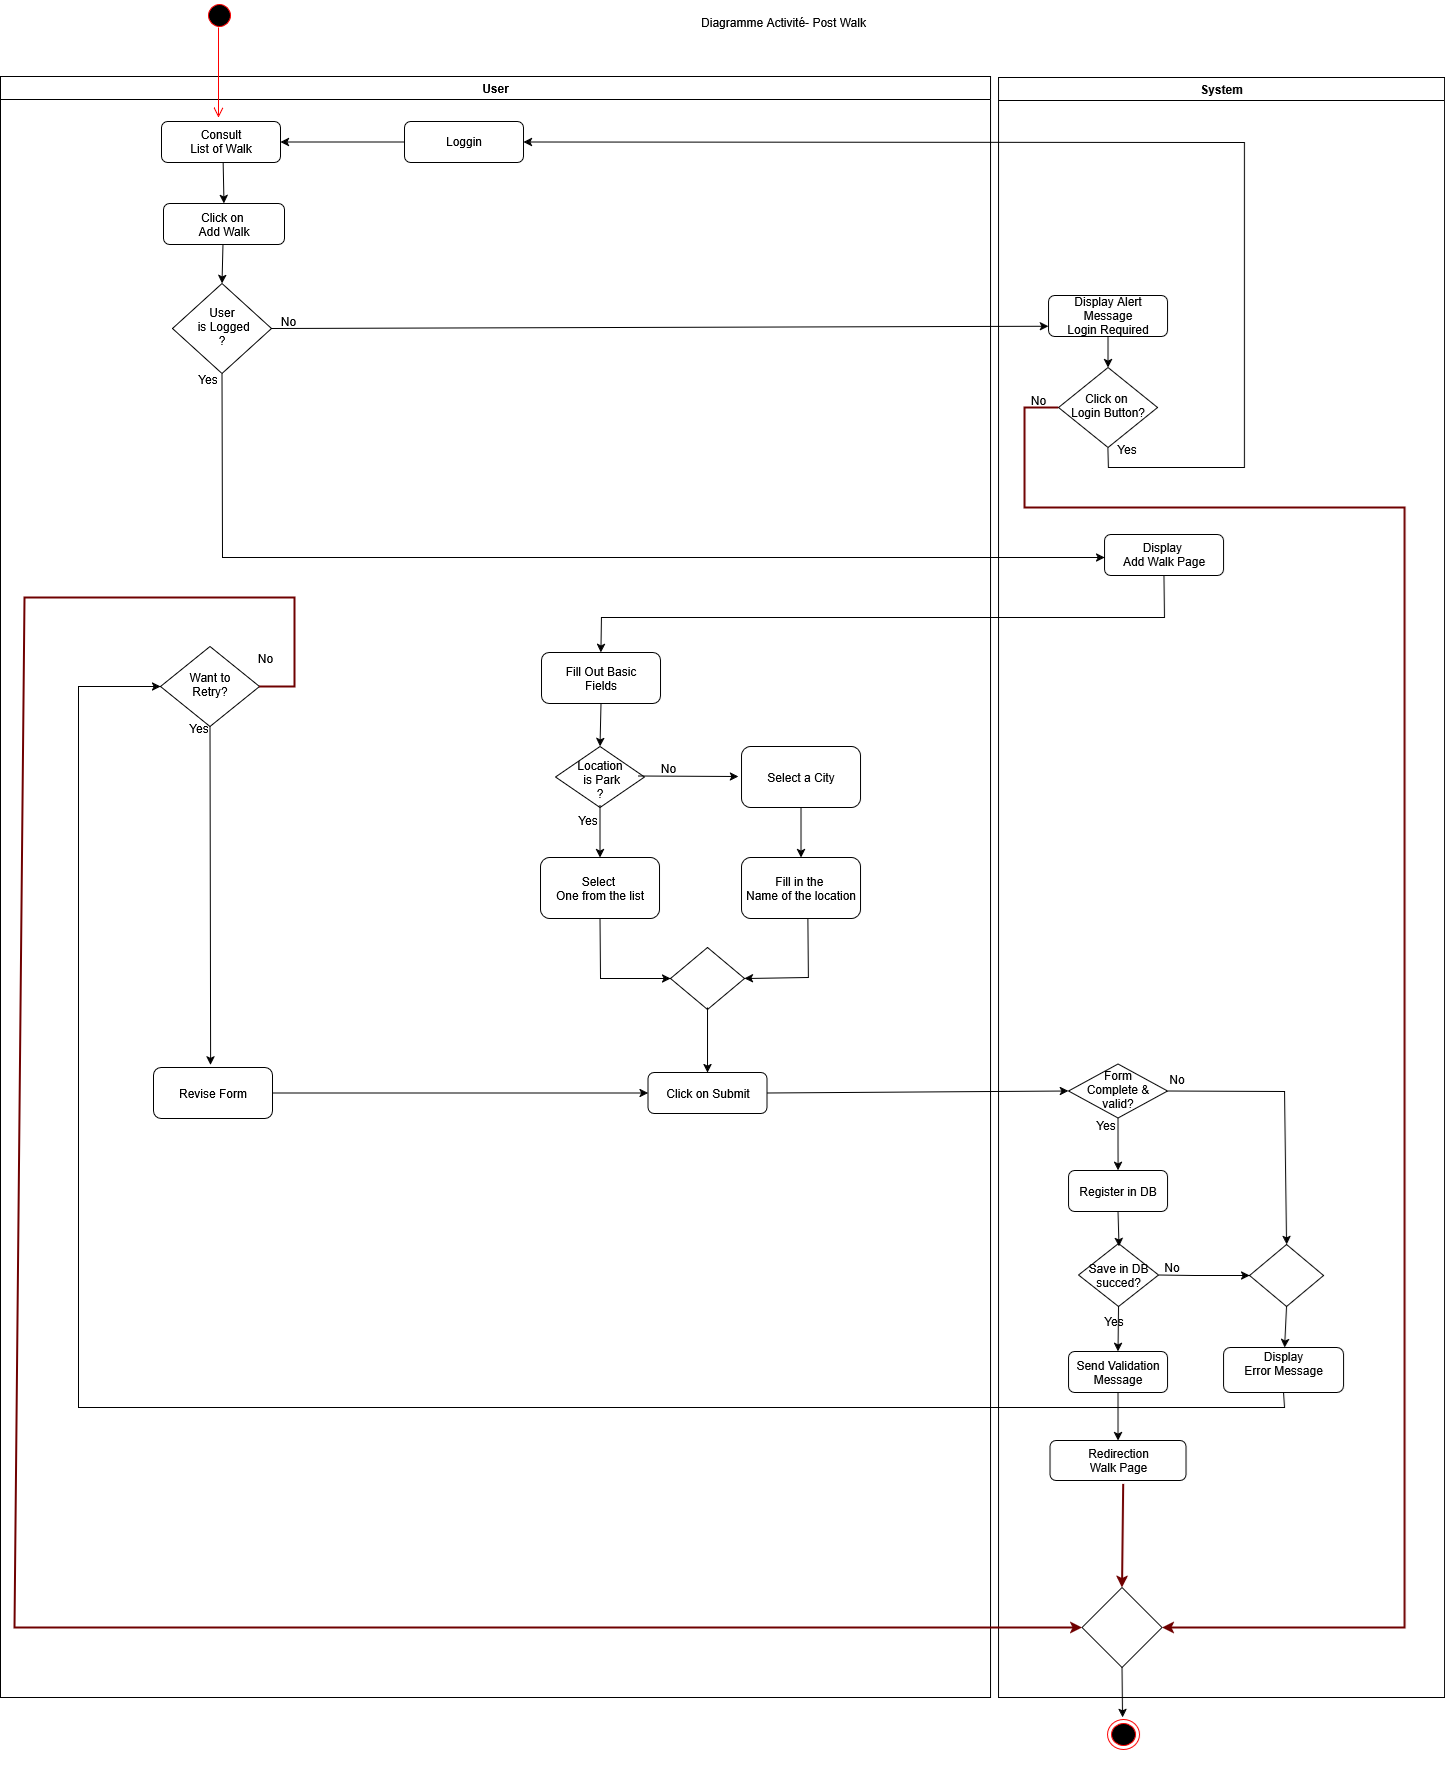 Diagramme Activité- Post Walk
User
System
Consult
List of Walk
Loggin
Click on
Add Walk
User
is Logged
?
No
Yes
Display Alert
Message
Login Required
Click on
Login Button?
No
Yes
Display
Add Walk Page
Want to
Retry?
No
Yes
Fill Out Basic
Fields
Location
is Park
?
No
Yes
Select a City
Select
One from the list
Fill in the
Name of the location
Revise Form
Click on Submit
Form
Complete &
valid?
No
Yes
Register in DB
Save in DB
succed?
No
Yes
Send Validation
Message
Display
Error Message
Redirection
Walk Page